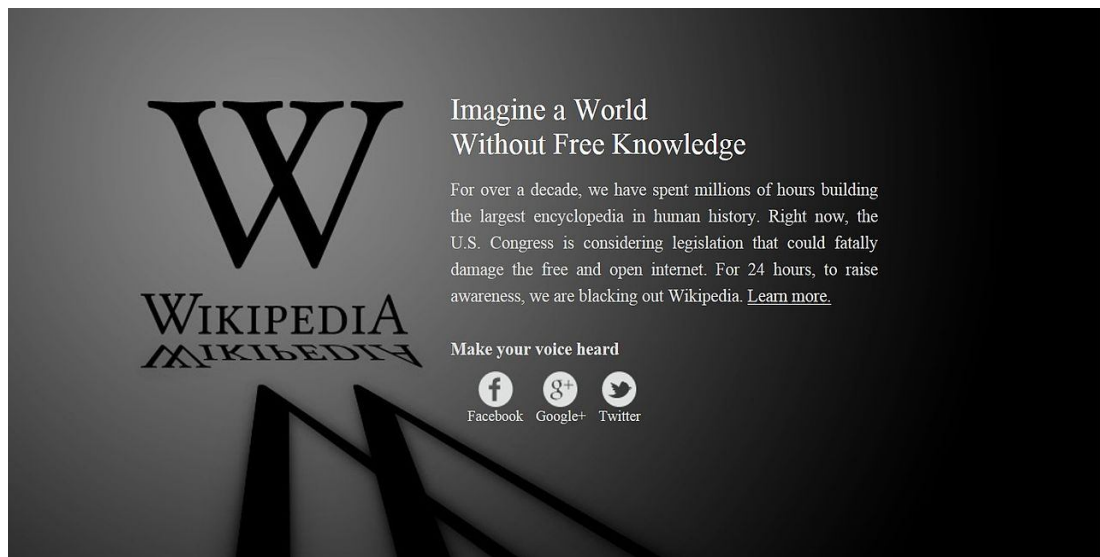 W
WIKIPEDIA
Imagine a World
Without Free Knowledge
For over a decade, we have spent millions of hours building
the largest encyclopedia in human history. Right now, the
U.S. Congress is considering legislation that could fatally
damage the free and open internet. For 24 hours, to raise
awareness, we are blacking out Wikipedia. Learn more.
Make your voice heard
f g+
Facebook Google+ Twitter